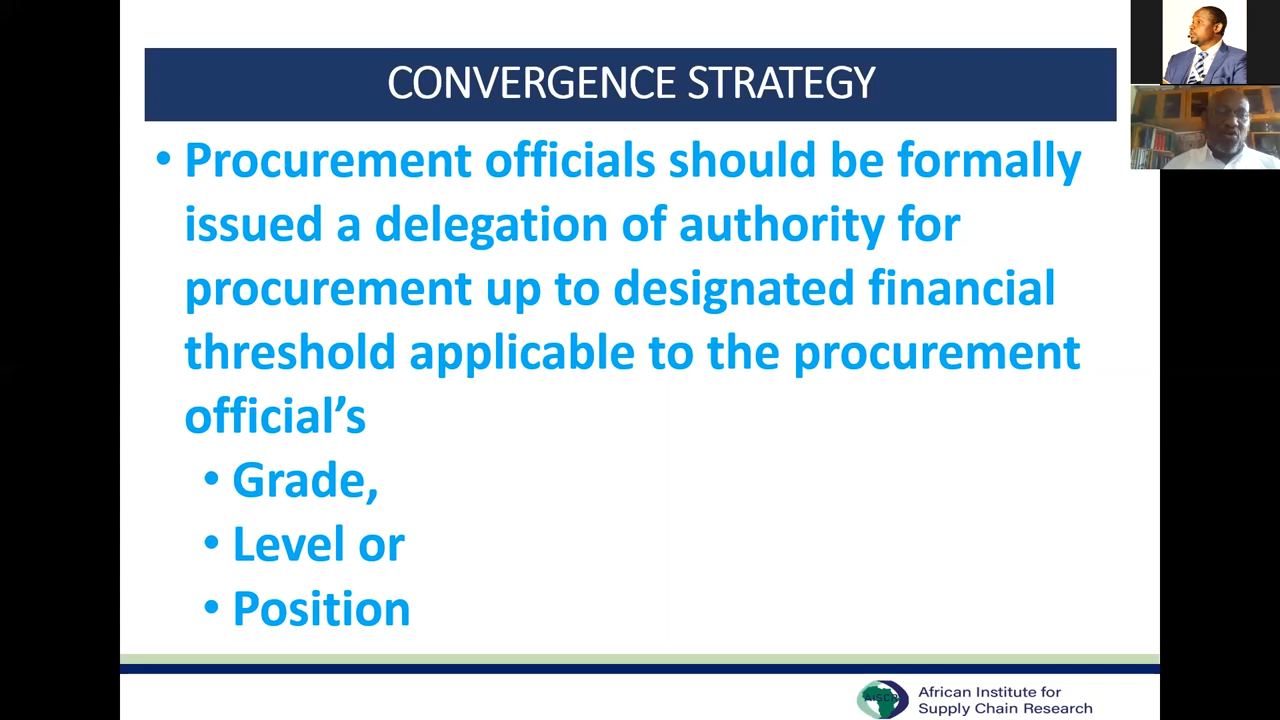 CONVERGENCE STRATEGY
• Procurement officials should be formally
issued a delegation of authority for
procurement up to designated financial
threshold applicable to the procurement
official’s
• Grade,
• Level or
• Position
AISCR
African Institute for
Supply Chain Research